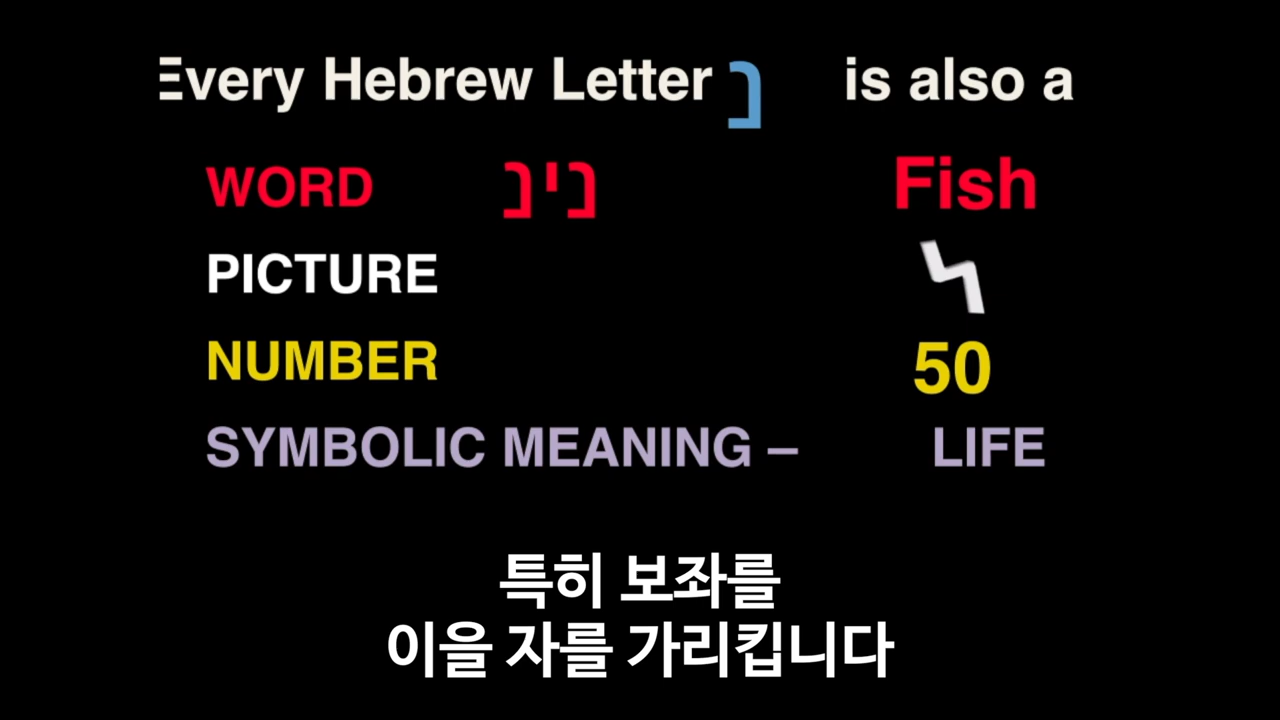 Every Hebrew Letter נ is also a
WORD נינ Fish
PICTURE
NUMBER 50
SYMBOLIC MEANING – LIFE
특히 보좌를
이을 자를 가리킵니다